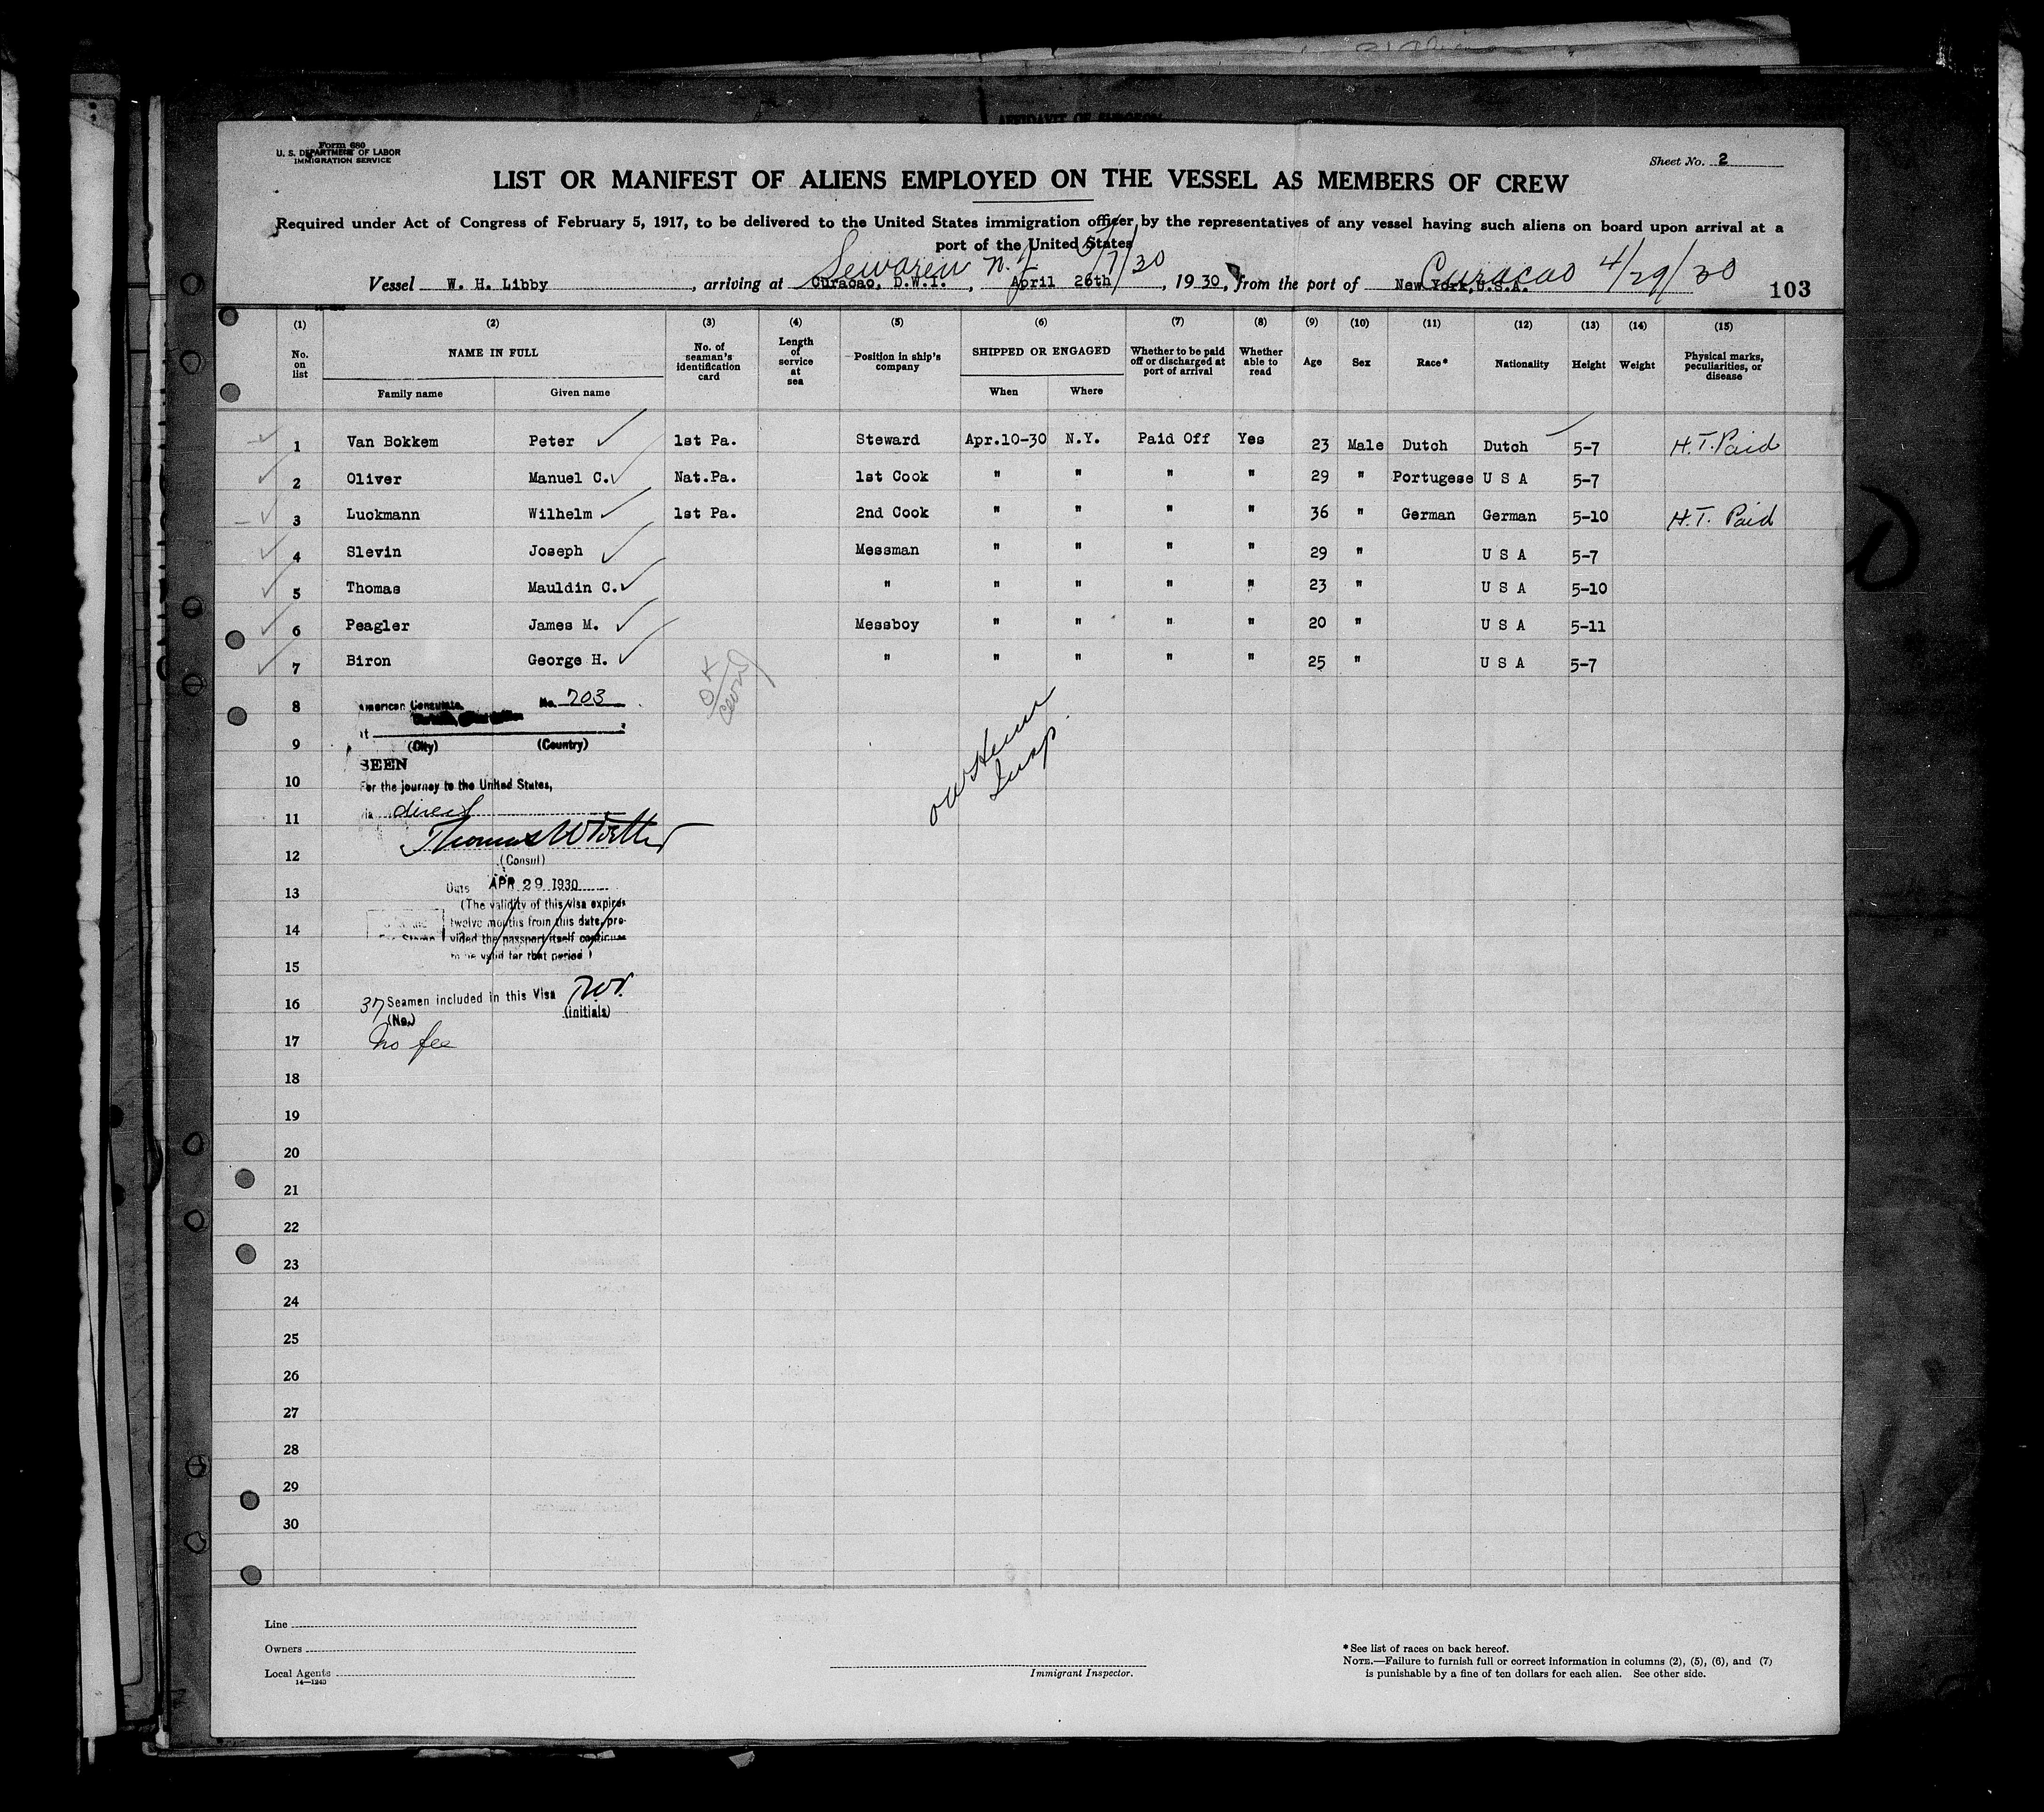 Form 680
U. S. DEPARTMENT OF LABOR
IMMIGRATION SERVICE
Sheet No. 2
LIST OR MANIFEST OF ALIENS EMPLOYED ON THE VESSEL AS MEMBERS OF CREW
Required under Act of Congress of February 5, 1917, to be delivered to the United States immigration officer by the representatives of any vessel having such aliens on board upon arrival at a
port of the United States
Sewaren N.J. 5/7/30 Curacao 4/29/30
Vessel W. H. Libby, arriving at Curacao, D.W.I., April 26th, 1930, from the port of New York, U.S.A.
103
(1) (2) (3) (4) (5) (6) (7) (8) (9) (10) (11) (12) (13) (14) (15)
No. on list NAME IN FULL Family name Given name No. of seaman's identification card Length of service at sea Position in ship's company SHIPPED OR ENGAGED When Where Whether to be paid off or discharged at port of arrival Whether able to read Age Sex Race* Nationality Height Weight Physical marks, peculiarities, or disease
1 Van Bokkem Peter 1st Pa. Steward Apr.10-30 N.Y. Paid Off Yes 23 Male Dutch Dutch 5-7 H.T. Paid
2 Oliver Manuel C. Nat.Pa. 1st Cook " " " " 29 " Portugese U S A 5-7
3 Luckmann Wilhelm 1st Pa. 2nd Cook " " " " 36 " German German 5-10 H.T. Paid
4 Slevin Joseph Messman " " " " 29 " U S A 5-7
5 Thomas Mauldin C. " " " " " 23 " U S A 5-10
6 Peagler James M. Messboy " " " " 20 " U S A 5-11
7 Biron George H. " " " " " 25 " U S A 5-7
8 American Consulate, No. 703
at
9 (City) (Country)
SEEN
10 For the journey to the United States,
via direct
11
12 (Consul)
13 Date APR 29 1930
(The validity of this visa expires
14 twelve months from this date, pro-
vided the passport itself continues
to be valid for that period.)
15
16 37 Seamen included in this Visa
(No.) (initials)
17 No fee
Insp.
18
19
20
21
22
23
24
25
26
27
28
29
30
Line
Owners
Local Agents
14—1240
Immigrant Inspector.
*See list of races on back hereof.
NOTE.—Failure to furnish full or correct information in columns (2), (5), (6), and (7)
is punishable by a fine of ten dollars for each alien. See other side.